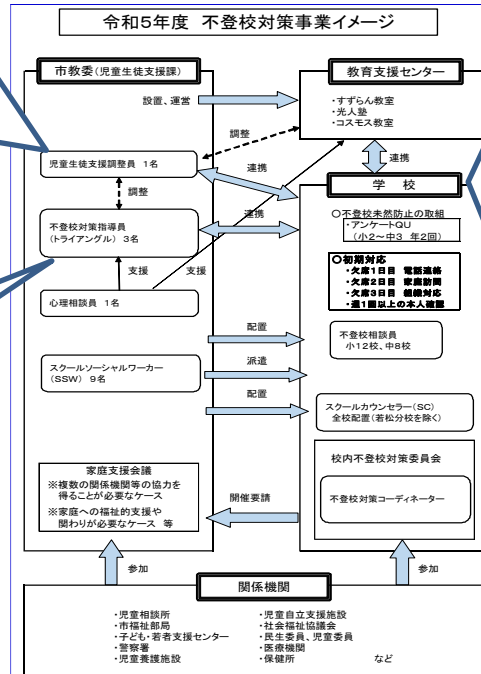 令和5年度 不登校対策事業イメージ
市教委(児童生徒支援課)
教育支援センター
設置、運営
・すずらん教室
・光人塾
・コスモス教室
調整
児童生徒支援調整員 1名
連携
連携
調整
学 校
不登校対策指導員
(トライアングル) 3名
連携
○不登校未然防止の取組
・アンケートQU
(小2~中3 年2回)
支援
支援
○初期対応
・欠席1日目 電話連絡
・欠席2日目 家庭訪問
・欠席3日目 組織対応
・週1回以上の本人確認
心理相談員 1名
配置
不登校相談員
小12校、中8校
スクールソーシャルワーカー
(SSW) 9名
派遣
配置
スクールカウンセラー(SC)
全校配置(若松分校を除く)
家庭支援会議
※複数の関係機関等の協力を
得ることが必要なケース
※家庭への福祉的支援や
関わりが必要なケース 等
校内不登校対策委員会
不登校対策コーディネーター
開催要請
参加
参加
関係機関
・児童相談所
・市福祉部局
・子ども・若者支援センター
・警察署
・児童養護施設
・児童自立支援施設
・社会福祉協議会
・民生委員、児童委員
・医療機関
・保健所 など